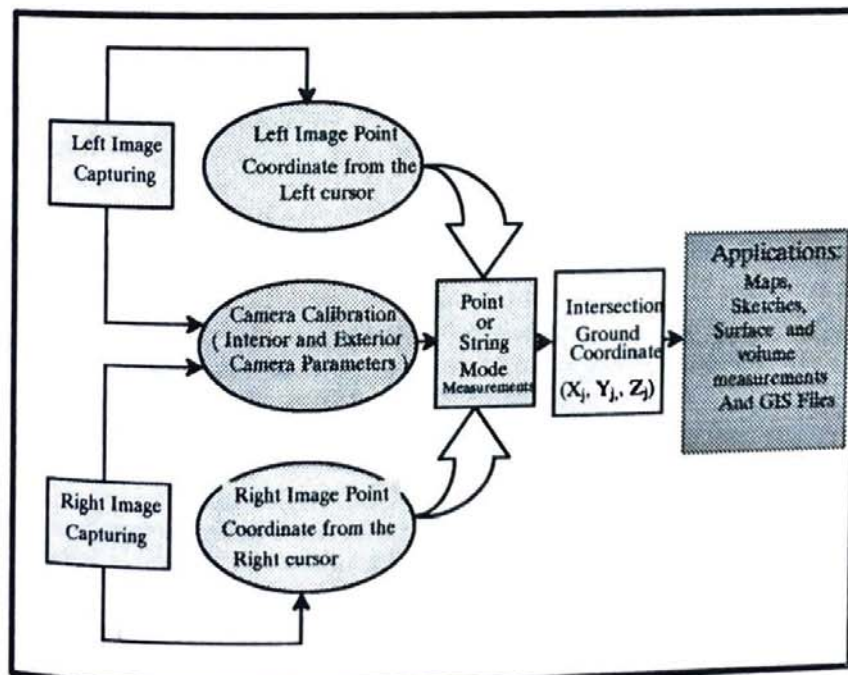 Left Image
Capturing
Left Image Point
Coordinate from the
Left cursor
Camera Calibration
( Interior and Exterior
Camera Parameters )
Right Image
Capturing
Right Image Point
Coordinate from the
Right cursor
Point
or
String
Mode
Measurements
Intersection
Ground
Coordinate
(Xj, Yj,, Zj)
Applications:
Maps,
Sketches,
Surface and
volume
measurements
And GIS Files